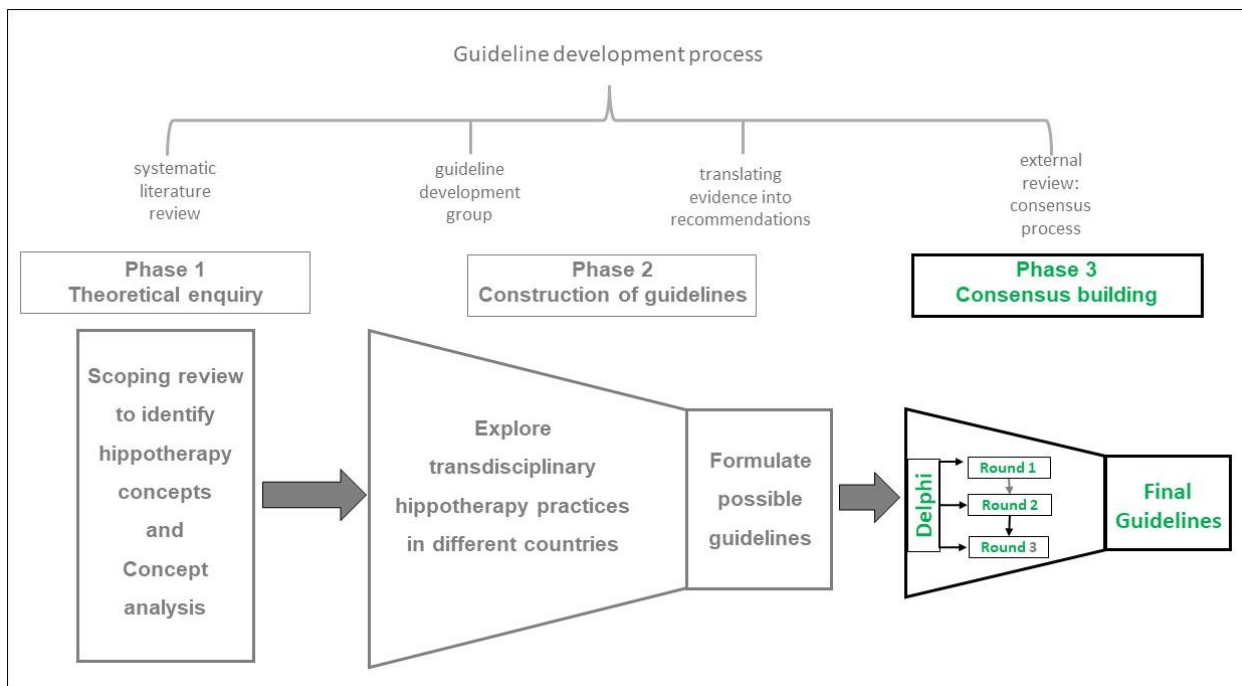 Guideline development process
systematic
literature
review
guideline
development
group
translating
evidence into
recommendations
external
review:
consensus
process
Phase 1
Theoretical enquiry
Phase 2
Construction of guidelines
Phase 3
Consensus building
Scoping review
to identify
hippotherapy
concepts
and
Concept
analysis
Explore
transdisciplinary
hippotherapy practices
in different countries
Formulate
possible
guidelines
Delphi
Round 1
Round 2
Round 3
Final
Guidelines